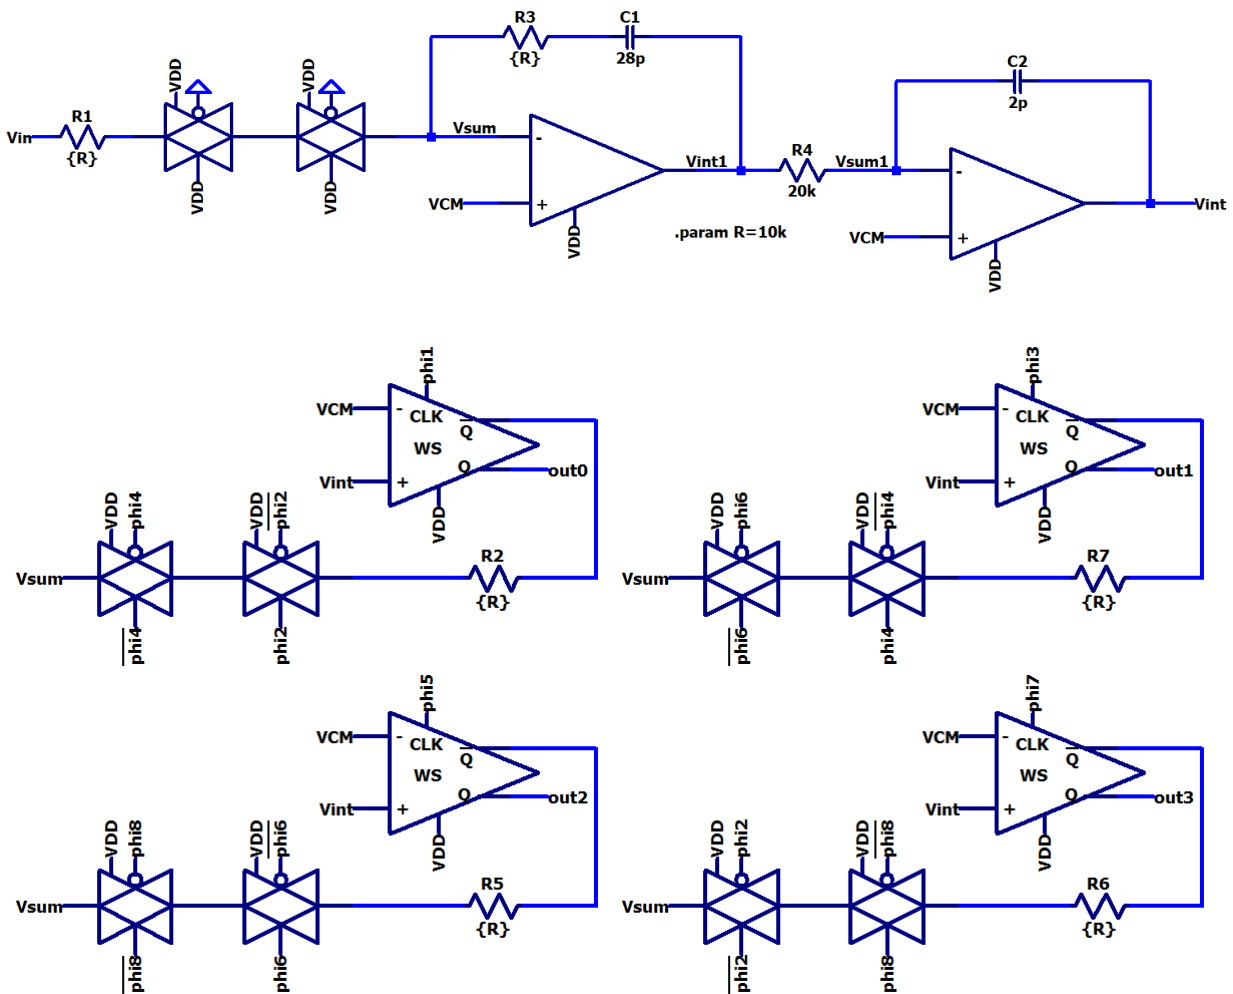 R3
{R}
C1
28p
C2
2p
VDD
VDD
R1
{R}
Vin
VDD
VDD
Vsum
-
+
VCM
VDD
Vint1
R4
20k
Vsum1
-
+
VCM
VDD
Vint
.param R=10k
phi1
VCM
-
CLK
Q
WS
Q
out0
Vint
+
VDD
VDD
phi4
VDD
phi2
Vsum
R2
{R}
phi4
phi2
phi3
VCM
-
CLK
Q
WS
Q
out1
Vint
+
VDD
VDD
phi6
VDD
phi4
Vsum
R7
{R}
phi6
phi4
phi5
VCM
-
CLK
Q
WS
Q
out2
Vint
+
VDD
VDD
phi8
VDD
phi6
Vsum
R5
{R}
phi8
phi6
phi7
VCM
-
CLK
Q
WS
Q
out3
Vint
+
VDD
VDD
phi2
VDD
phi8
Vsum
R6
{R}
phi2
phi8